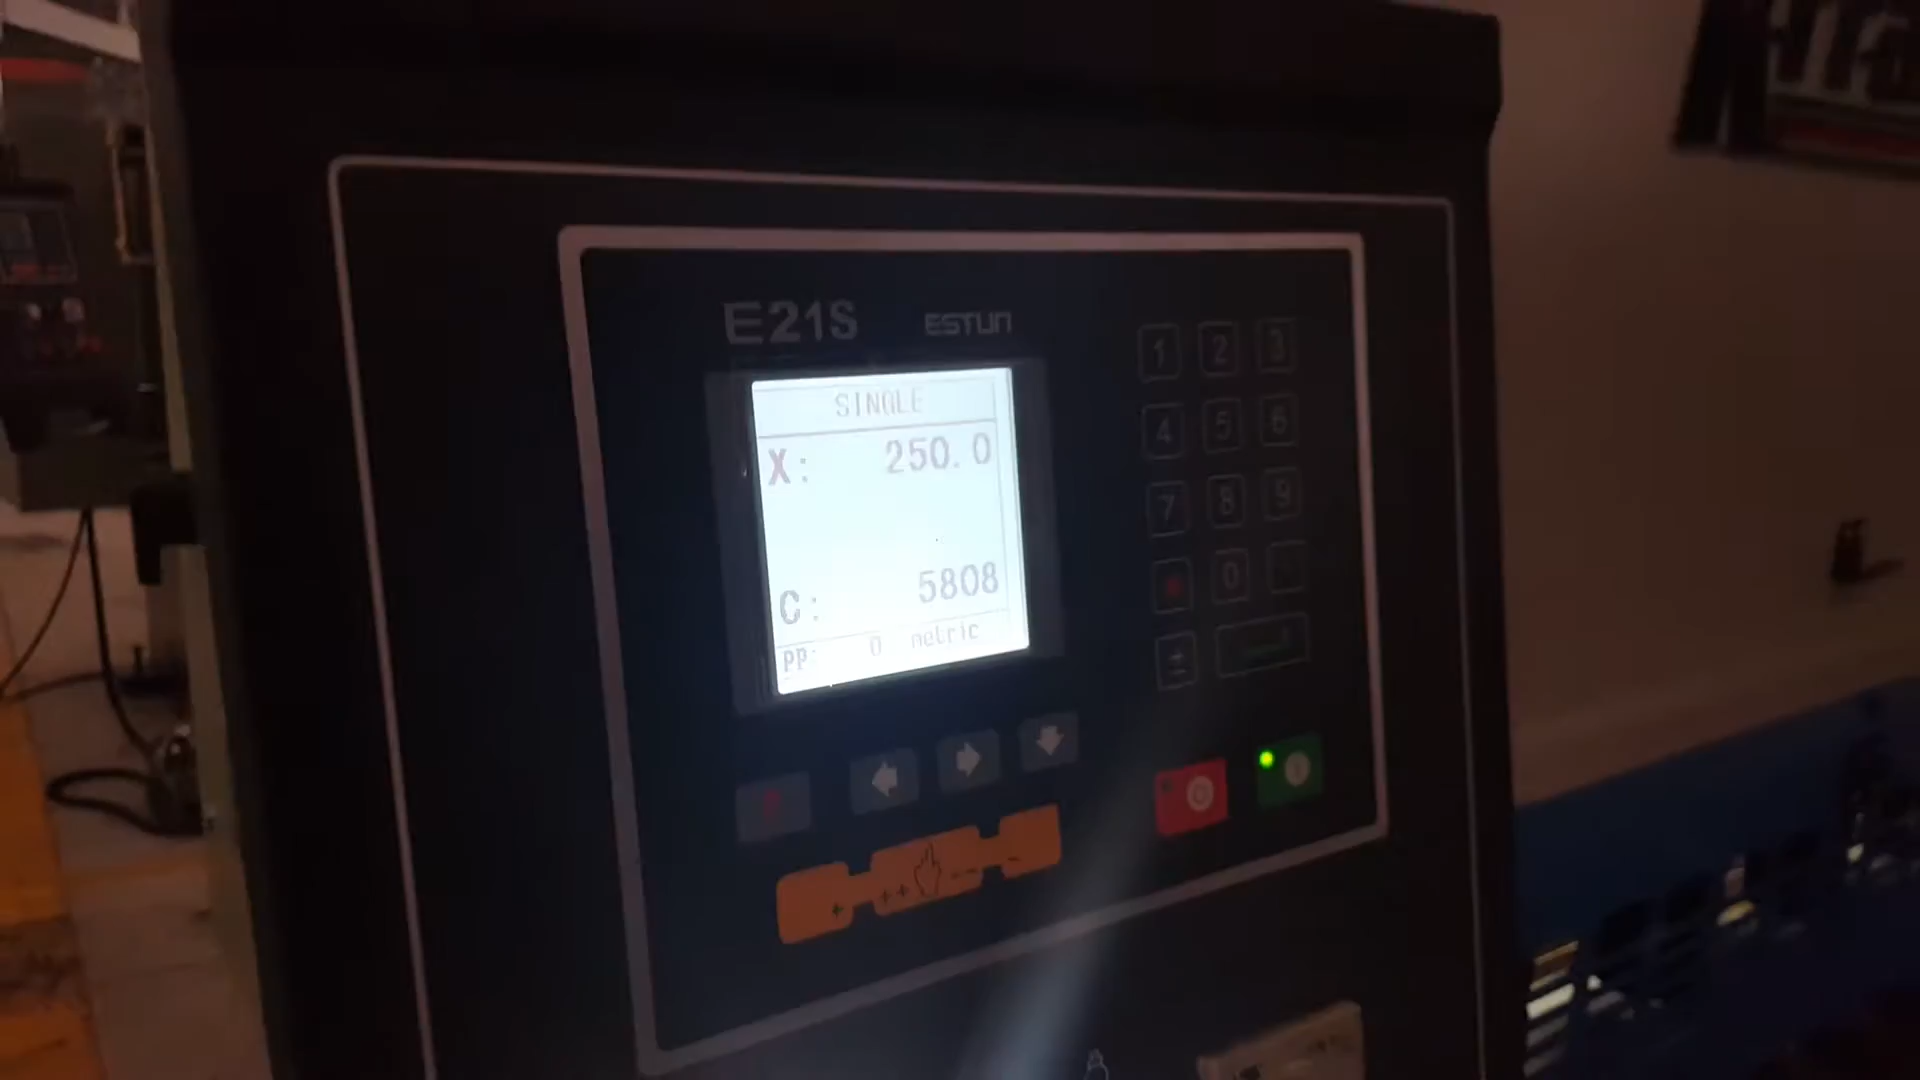 E21S ESTUN
SINGLE
X: 250.0
C: 5808
PP: 0 metric
1 2 3
4 5 6
7 8 9
0
±
+ ++ -- -